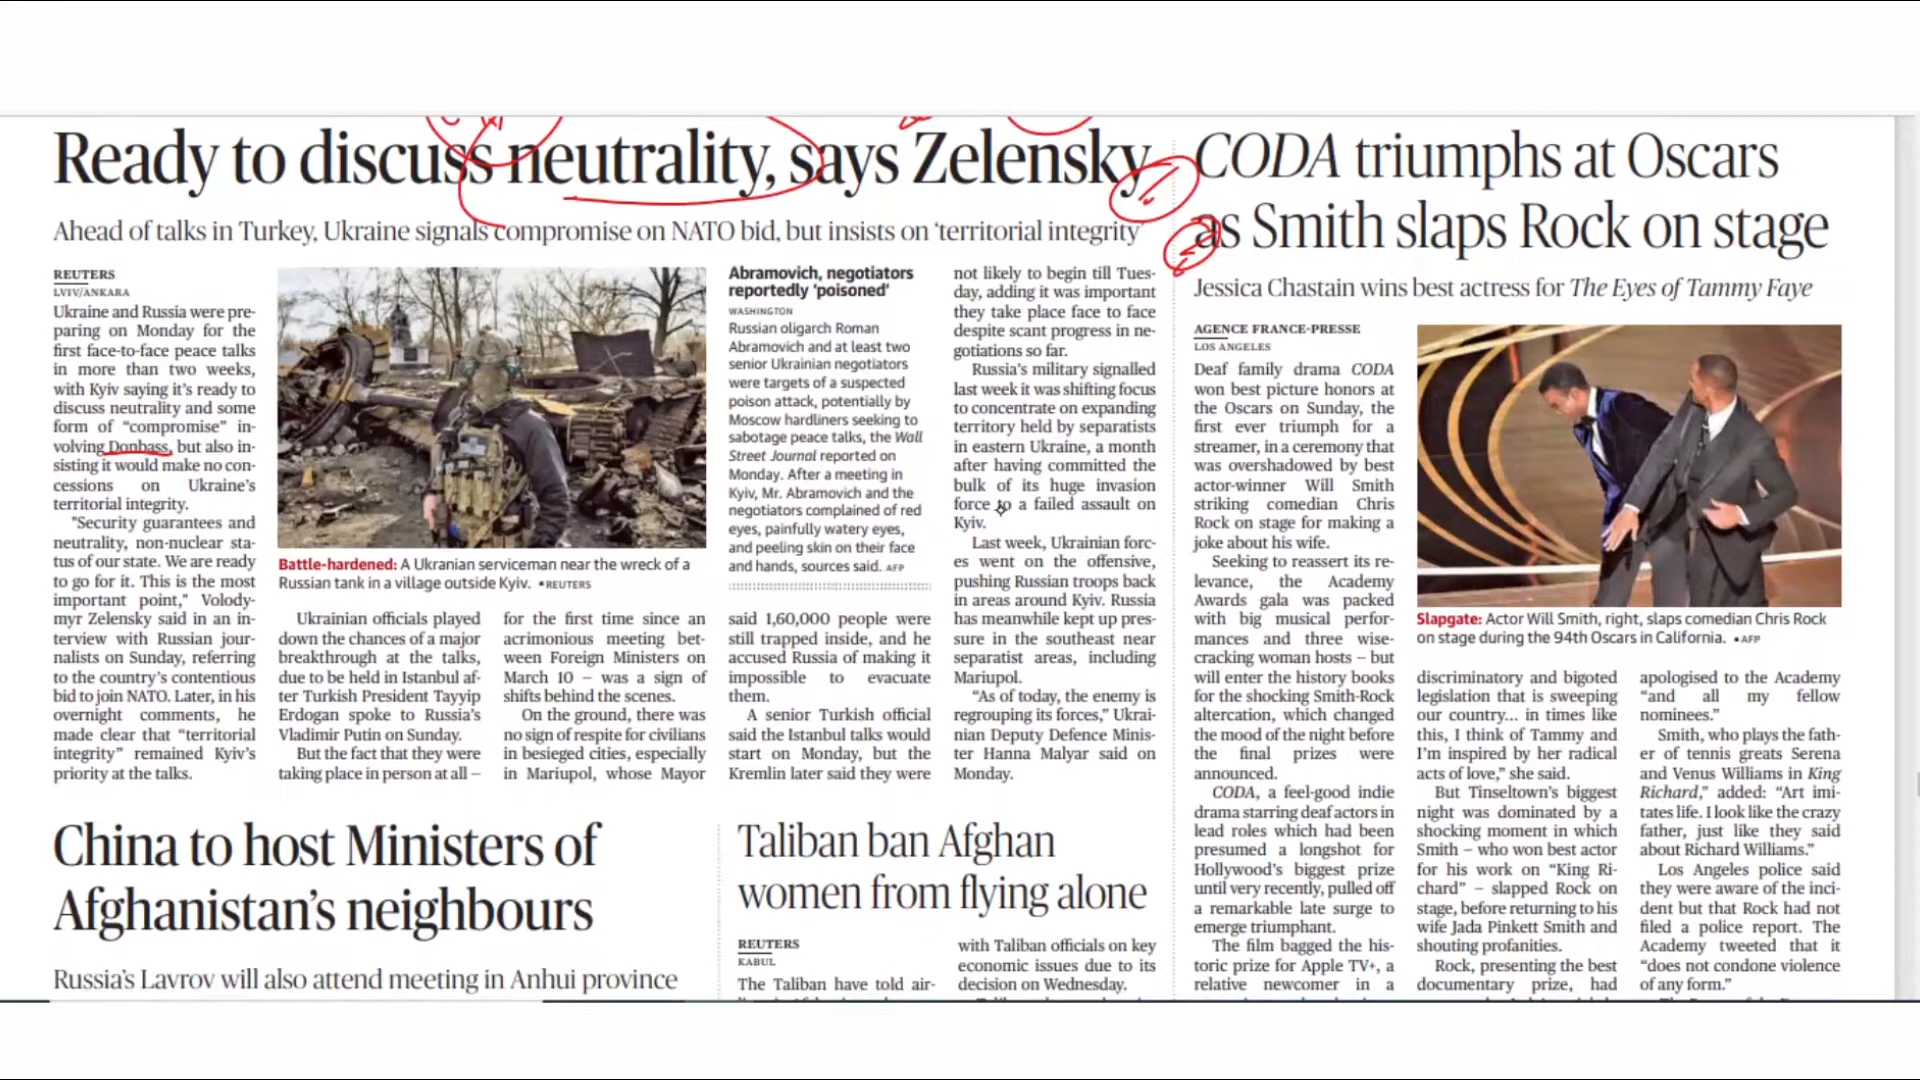 Ready to discuss neutrality, says Zelensky
Ahead of talks in Turkey, Ukraine signals compromise on NATO bid, but insists on ‘territorial integrity’
REUTERS
LVIV/ANKARA
Ukraine and Russia were pre-
paring on Monday for the
first face-to-face peace talks
in more than two weeks,
with Kyiv saying it’s ready to
discuss neutrality and some
form of “compromise” in-
volving Donbass, but also in-
sisting it would make no con-
cessions on Ukraine’s
territorial integrity.
"Security guarantees and
neutrality, non-nuclear sta-
tus of our state. We are ready
to go for it. This is the most
important point,” Volody-
myr Zelensky said in an in-
terview with Russian jour-
nalists on Sunday, referring
to the country’s contentious
bid to join NATO. Later, in his
overnight comments, he
made clear that “territorial
integrity” remained Kyiv’s
priority at the talks.
Battle-hardened: A Ukranian serviceman near the wreck of a
Russian tank in a village outside Kyiv. •REUTERS
Ukrainian officials played
down the chances of a major
breakthrough at the talks,
due to be held in Istanbul af-
ter Turkish President Tayyip
Erdogan spoke to Russia’s
Vladimir Putin on Sunday.
But the fact that they were
taking place in person at all –
for the first time since an
acrimonious meeting bet-
ween Foreign Ministers on
March 10 – was a sign of
shifts behind the scenes.
On the ground, there was
no sign of respite for civilians
in besieged cities, especially
in Mariupol, whose Mayor
Abramovich, negotiators
reportedly 'poisoned'
WASHINGTON
Russian oligarch Roman
Abramovich and at least two
senior Ukrainian negotiators
were targets of a suspected
poison attack, potentially by
Moscow hardliners seeking to
sabotage peace talks, the Wall
Street Journal reported on
Monday. After a meeting in
Kyiv, Mr. Abramovich and the
negotiators complained of red
eyes, painfully watery eyes,
and peeling skin on their face
and hands, sources said. AFP
said 1,60,000 people were
still trapped inside, and he
accused Russia of making it
impossible to evacuate
them.
A senior Turkish official
said the Istanbul talks would
start on Monday, but the
Kremlin later said they were
not likely to begin till Tues-
day, adding it was important
they take place face to face
despite scant progress in ne-
gotiations so far.
Russia’s military signalled
last week it was shifting focus
to concentrate on expanding
territory held by separatists
in eastern Ukraine, a month
after having committed the
bulk of its huge invasion
force to a failed assault on
Kyiv.
Last week, Ukrainian forc-
es went on the offensive,
pushing Russian troops back
in areas around Kyiv. Russia
has meanwhile kept up pres-
sure in the southeast near
separatist areas, including
Mariupol.
“As of today, the enemy is
regrouping its forces,” Ukrai-
nian Deputy Defence Minis-
ter Hanna Malyar said on
Monday.
CODA triumphs at Oscars
as Smith slaps Rock on stage
Jessica Chastain wins best actress for The Eyes of Tammy Faye
AGENCE FRANCE-PRESSE
LOS ANGELES
Deaf family drama CODA
won best picture honors at
the Oscars on Sunday, the
first ever triumph for a
streamer, in a ceremony that
was overshadowed by best
actor-winner Will Smith
striking comedian Chris
Rock on stage for making a
joke about his wife.
Seeking to reassert its re-
levance, the Academy
Awards gala was packed
with big musical perfor-
mances and three wise-
cracking woman hosts – but
will enter the history books
for the shocking Smith-Rock
altercation, which changed
the mood of the night before
the final prizes were
announced.
CODA, a feel-good indie
drama starring deaf actors in
lead roles which had been
presumed a longshot for
Hollywood’s biggest prize
until very recently, pulled off
a remarkable late surge to
emerge triumphant.
The film bagged the his-
toric prize for Apple TV+, a
relative newcomer in a
Slapgate: Actor Will Smith, right, slaps comedian Chris Rock
on stage during the 94th Oscars in California. •AFP
discriminatory and bigoted
legislation that is sweeping
our country... in times like
this, I think of Tammy and
I’m inspired by her radical
acts of love,” she said.
But Tinseltown’s biggest
night was dominated by a
shocking moment in which
Smith – who won best actor
for his work on “King Ri-
chard” – slapped Rock on
stage, before returning to his
wife Jada Pinkett Smith and
shouting profanities.
Rock, presenting the best
documentary prize, had
apologised to the Academy
“and all my fellow
nominees.”
Smith, who plays the fath-
er of tennis greats Serena
and Venus Williams in King
Richard,” added: “Art imi-
tates life. I look like the crazy
father, just like they said
about Richard Williams.”
Los Angeles police said
they were aware of the inci-
dent but that Rock had not
filed a police report. The
Academy tweeted that it
“does not condone violence
of any form.”
China to host Ministers of
Afghanistan’s neighbours
Russia’s Lavrov will also attend meeting in Anhui province
Taliban ban Afghan
women from flying alone
REUTERS
KABUL
The Taliban have told air-
with Taliban officials on key
economic issues due to its
decision on Wednesday.